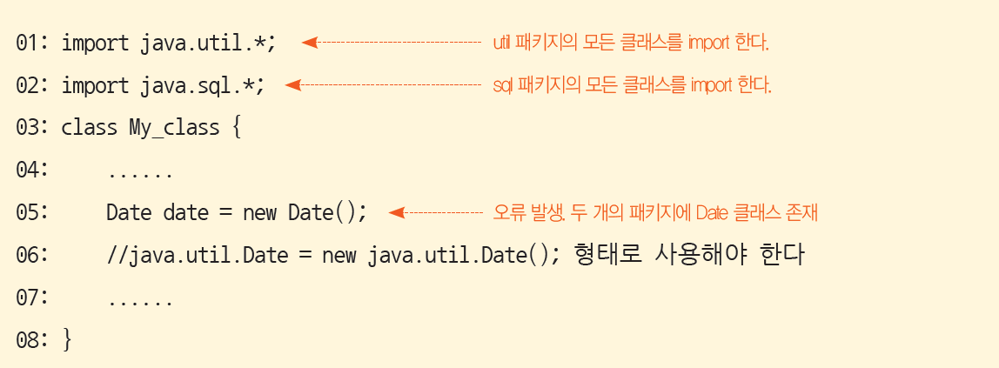 01: import java.util.*; util 패키지의 모든 클래스를 import 한다.
02: import java.sql.*; sql 패키지의 모든 클래스를 import 한다.
03: class My_class {
04:     ......
05:     Date date = new Date(); 오류 발생. 두 개의 패키지에 Date 클래스 존재
06:     //java.util.Date = new java.util.Date(); 형태로 사용해야 한다
07:     ......
08: }